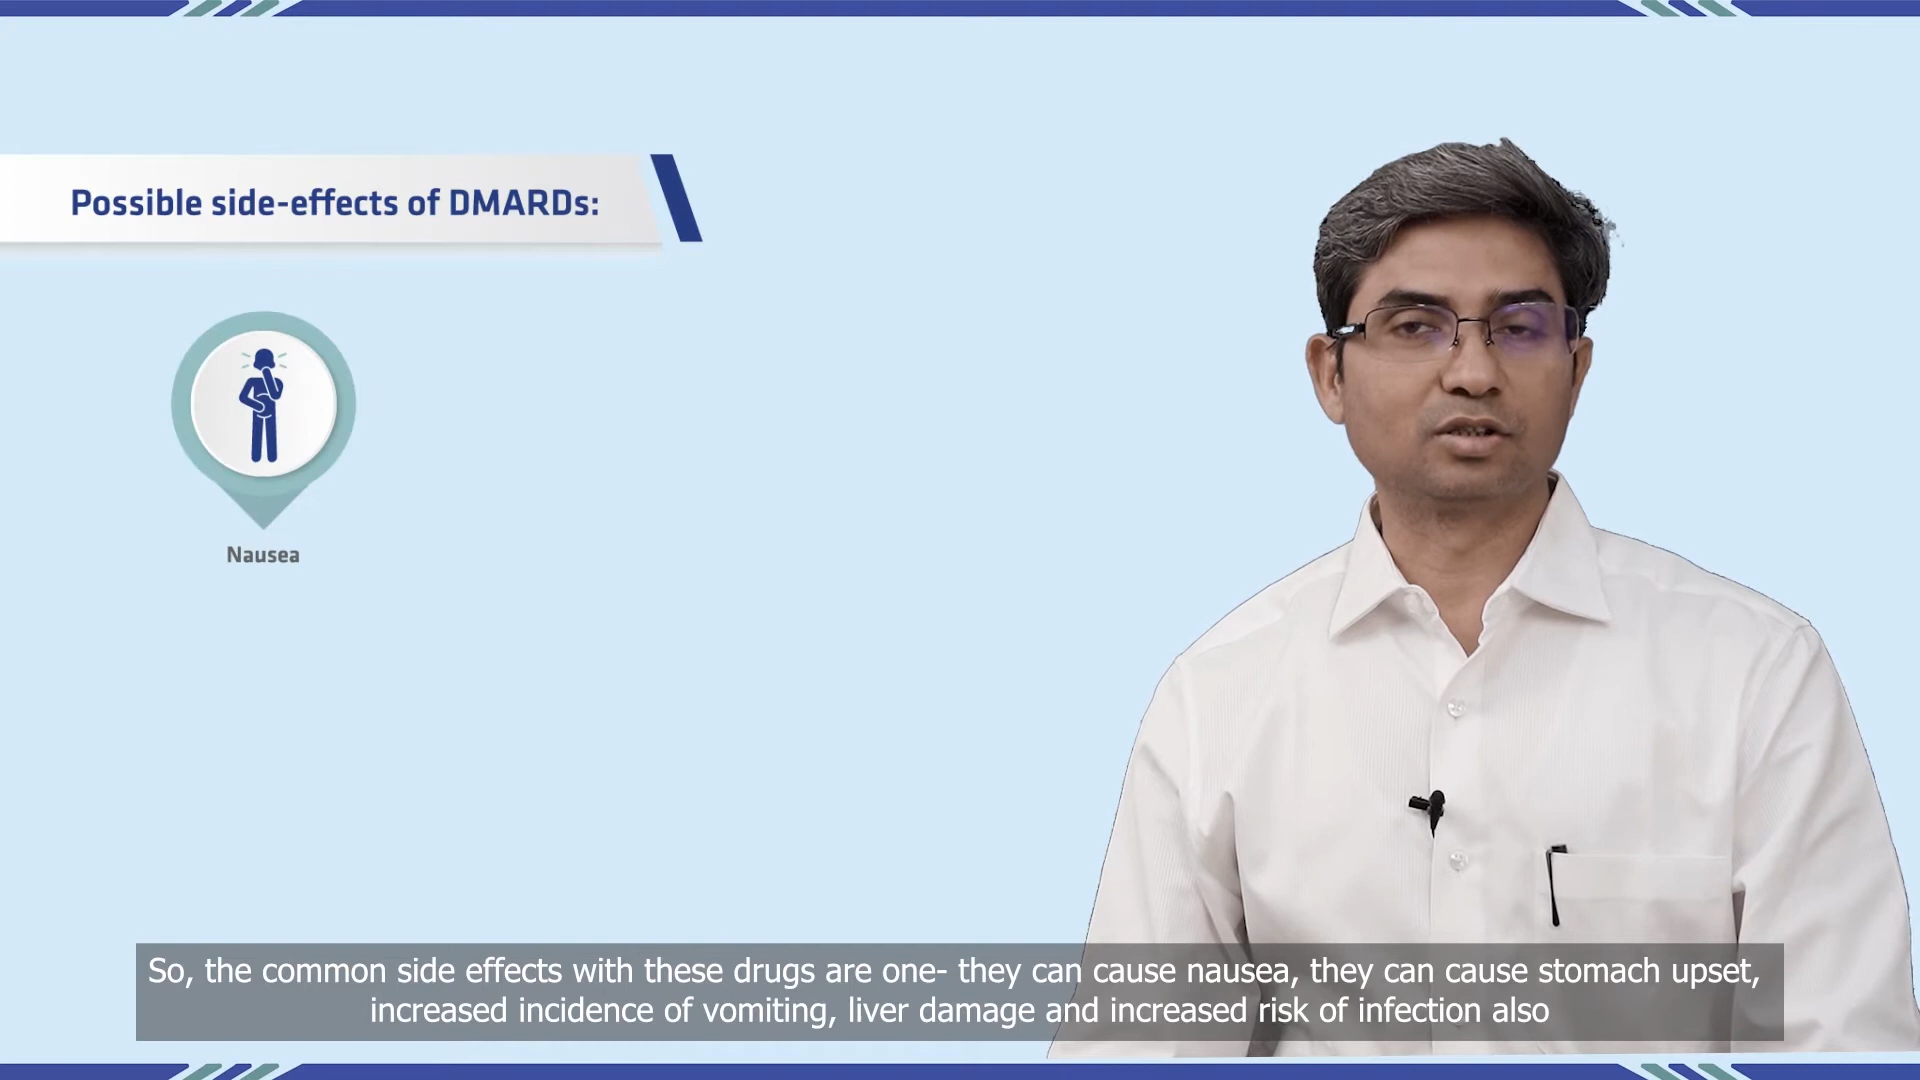 Possible side-effects of DMARDs:
Nausea
So, the common side effects with these drugs are one- they can cause nausea, they can cause stomach upset,
increased incidence of vomiting, liver damage and increased risk of infection also